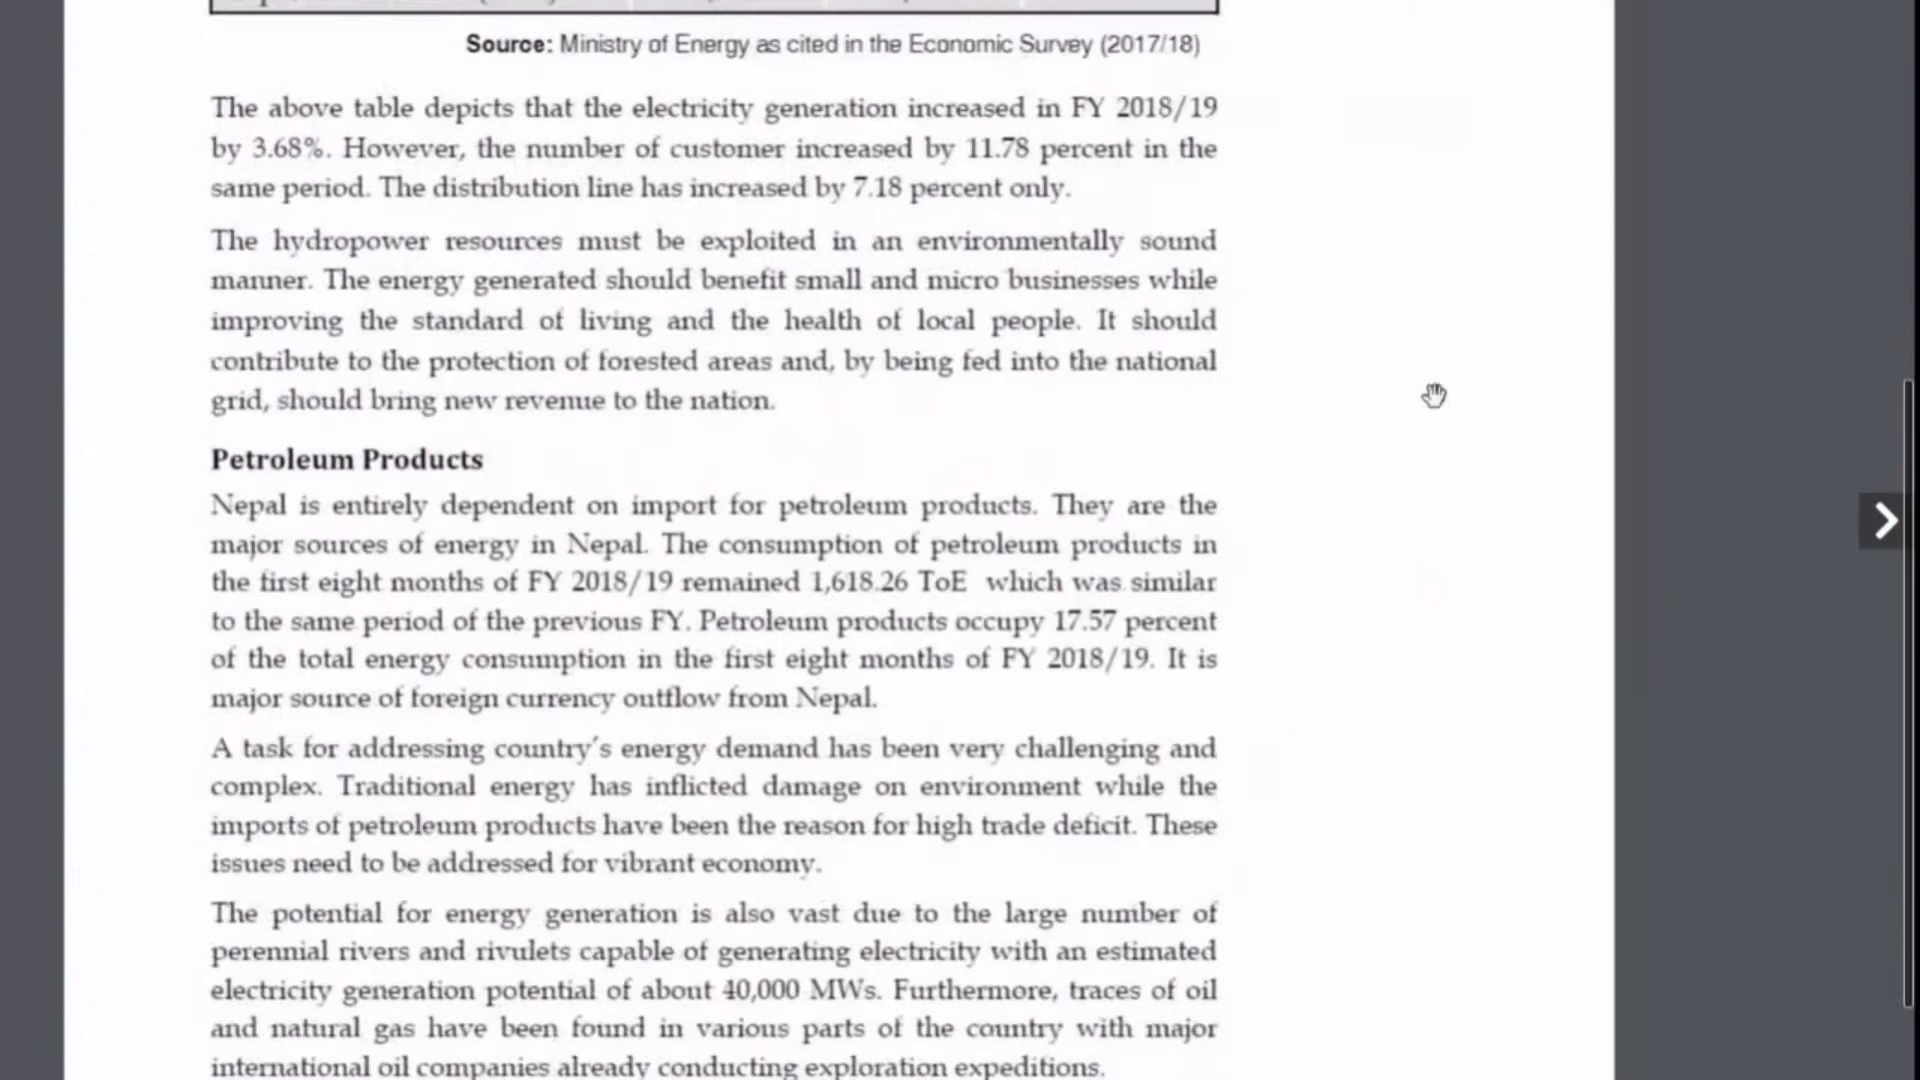 Source: Ministry of Energy as cited in the Economic Survey (2017/18)
The above table depicts that the electricity generation increased in FY 2018/19
by 3.68%. However, the number of customer increased by 11.78 percent in the
same period. The distribution line has increased by 7.18 percent only.
The hydropower resources must be exploited in an environmentally sound
manner. The energy generated should benefit small and micro businesses while
improving the standard of living and the health of local people. It should
contribute to the protection of forested areas and, by being fed into the national
grid, should bring new revenue to the nation.
Petroleum Products
Nepal is entirely dependent on import for petroleum products. They are the
major sources of energy in Nepal. The consumption of petroleum products in
the first eight months of FY 2018/19 remained 1,618.26 ToE which was similar
to the same period of the previous FY. Petroleum products occupy 17.57 percent
of the total energy consumption in the first eight months of FY 2018/19. It is
major source of foreign currency outflow from Nepal.
A task for addressing country's energy demand has been very challenging and
complex. Traditional energy has inflicted damage on environment while the
imports of petroleum products have been the reason for high trade deficit. These
issues need to be addressed for vibrant economy.
The potential for energy generation is also vast due to the large number of
perennial rivers and rivulets capable of generating electricity with an estimated
electricity generation potential of about 40,000 MWs. Furthermore, traces of oil
and natural gas have been found in various parts of the country with major
international oil companies already conducting exploration expeditions.